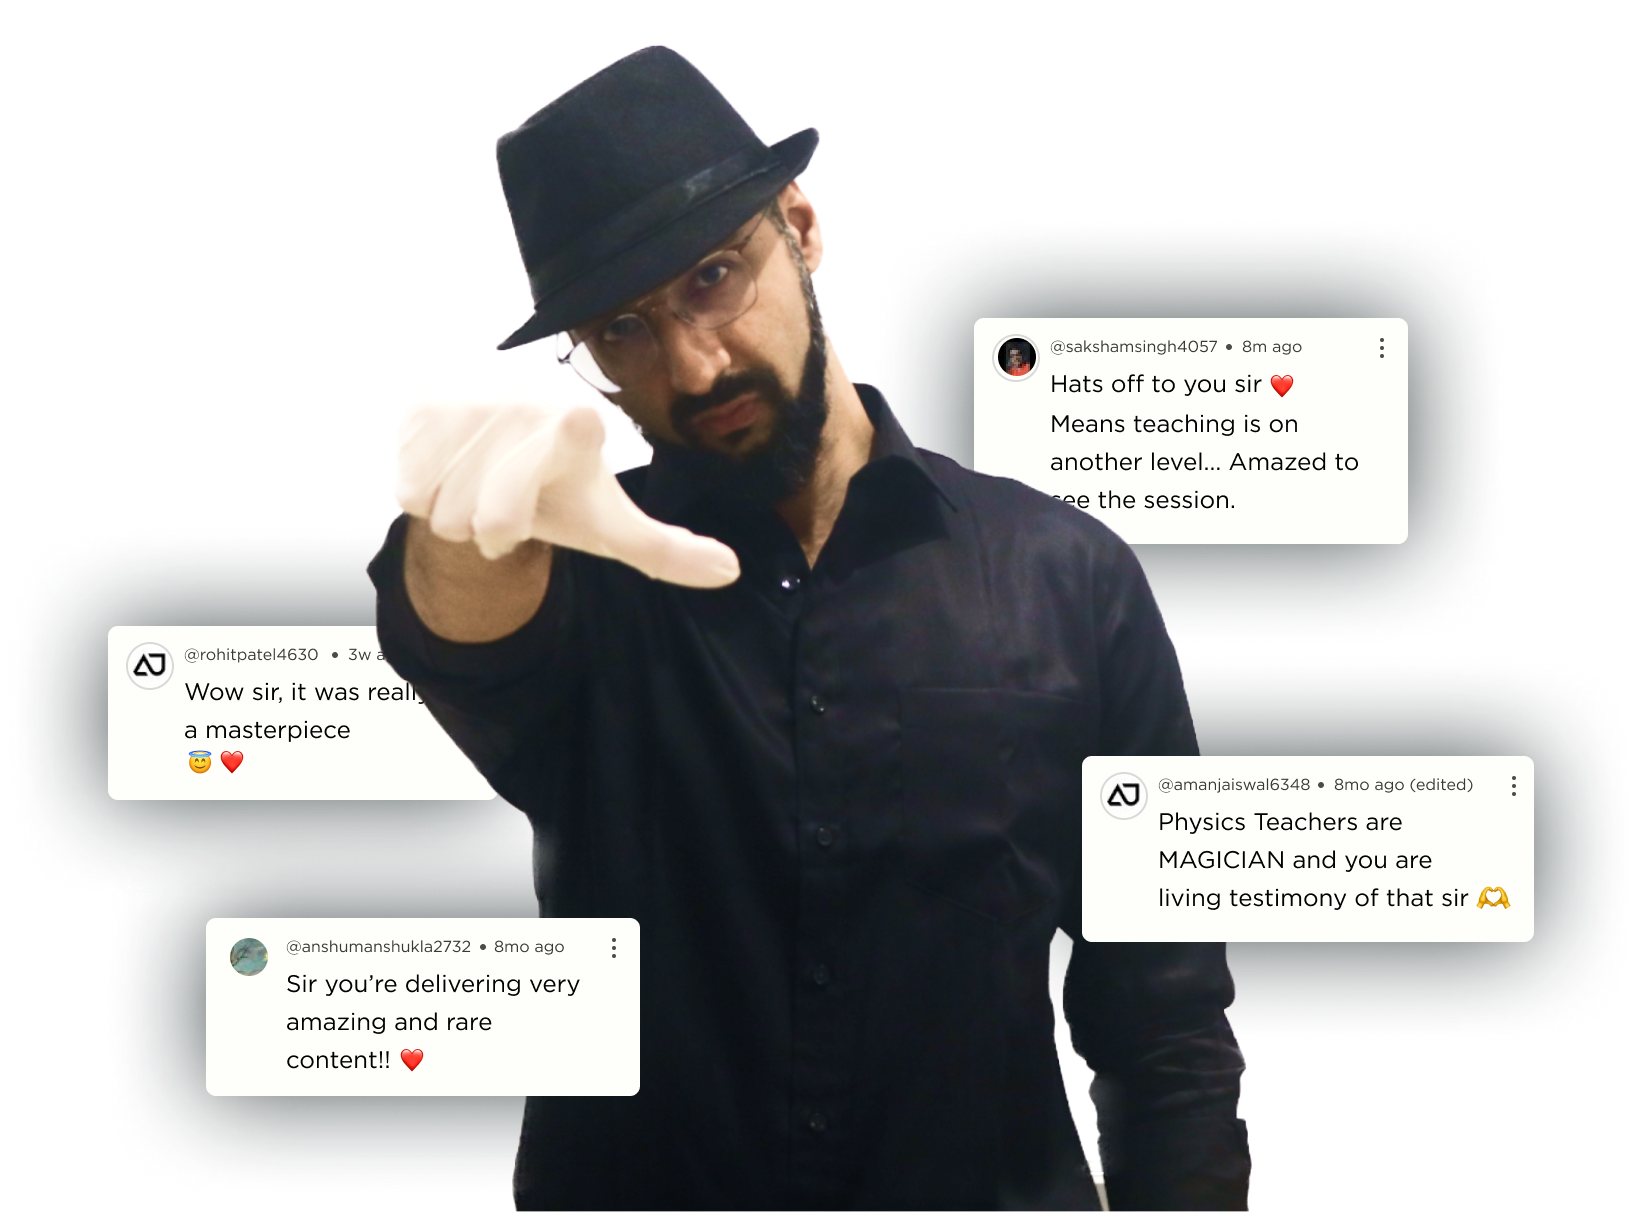 @sakshamsingh4057 • 8m ago
Hats off to you sir ❤️
Means teaching is on
another level... Amazed to
see the session.
@rohitpatel4630 • 3w
Wow sir, it was really
a masterpiece
😇 ❤️
@amanjaiswal6348 • 8mo ago (edited)
Physics Teachers are
MAGICIAN and you are
living testimony of that sir 🫶
@anshumanshukla2732 • 8mo ago
Sir you’re delivering very
amazing and rare
content!! ❤️